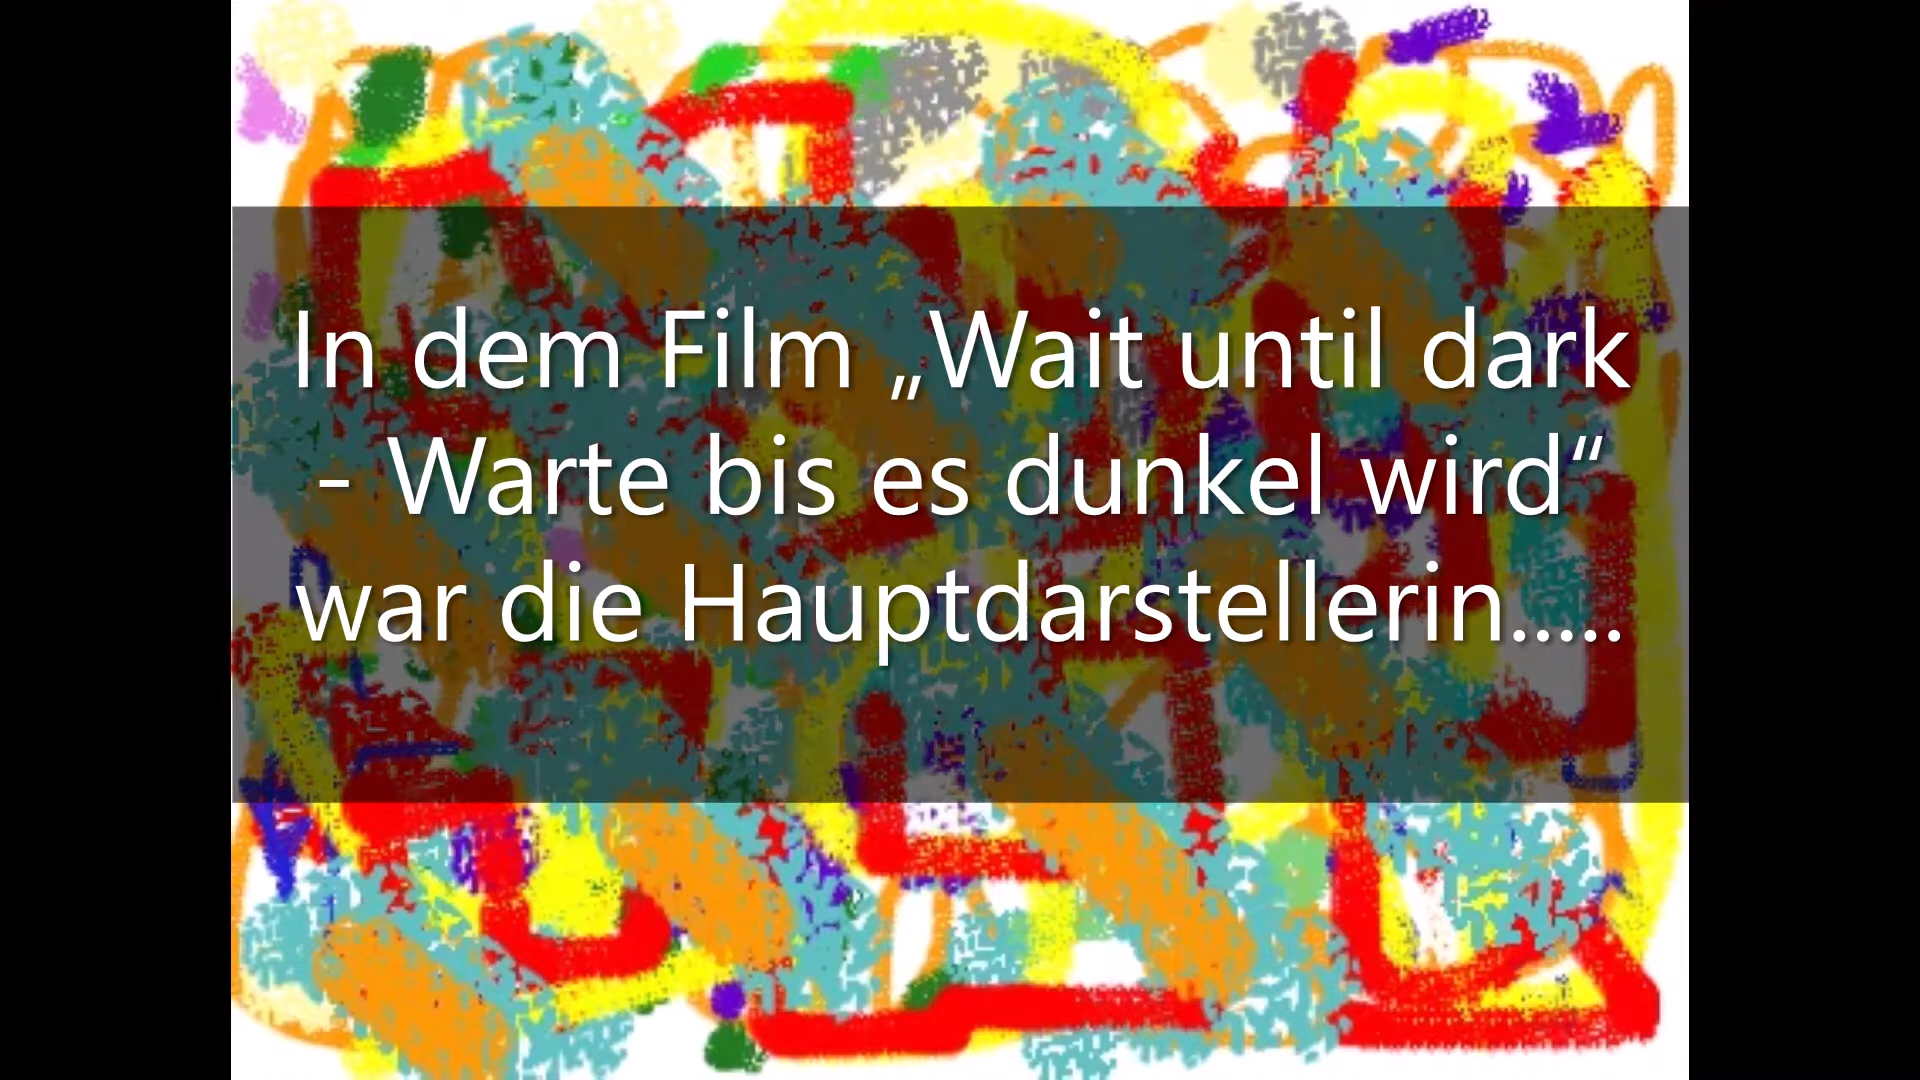 In dem Film „Wait until dark
- Warte bis es dunkel wird“
war die Hauptdarstellerin.....